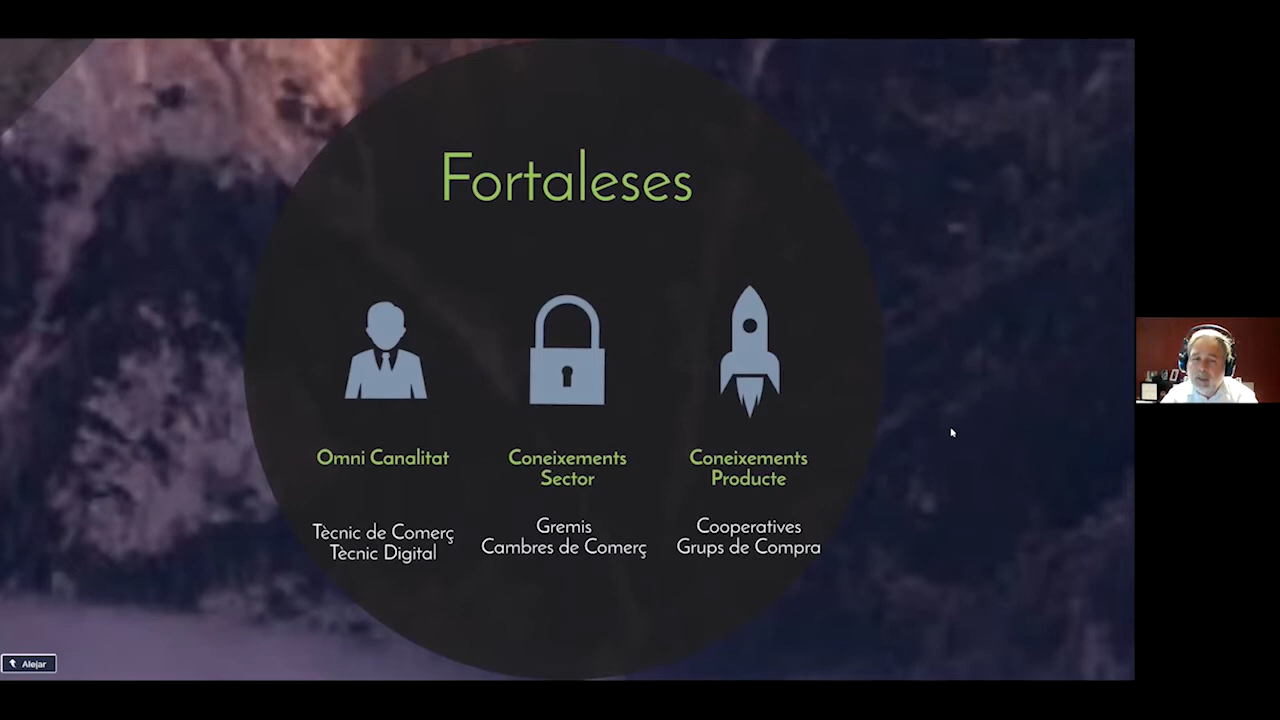 Fortaleses
Omni Canalitat
Coneixements
Sector
Coneixements
Producte
Tècnic de Comerç
Tècnic Digital
Gremis
Cambres de Comerç
Cooperatives
Grups de Compra
Alejar